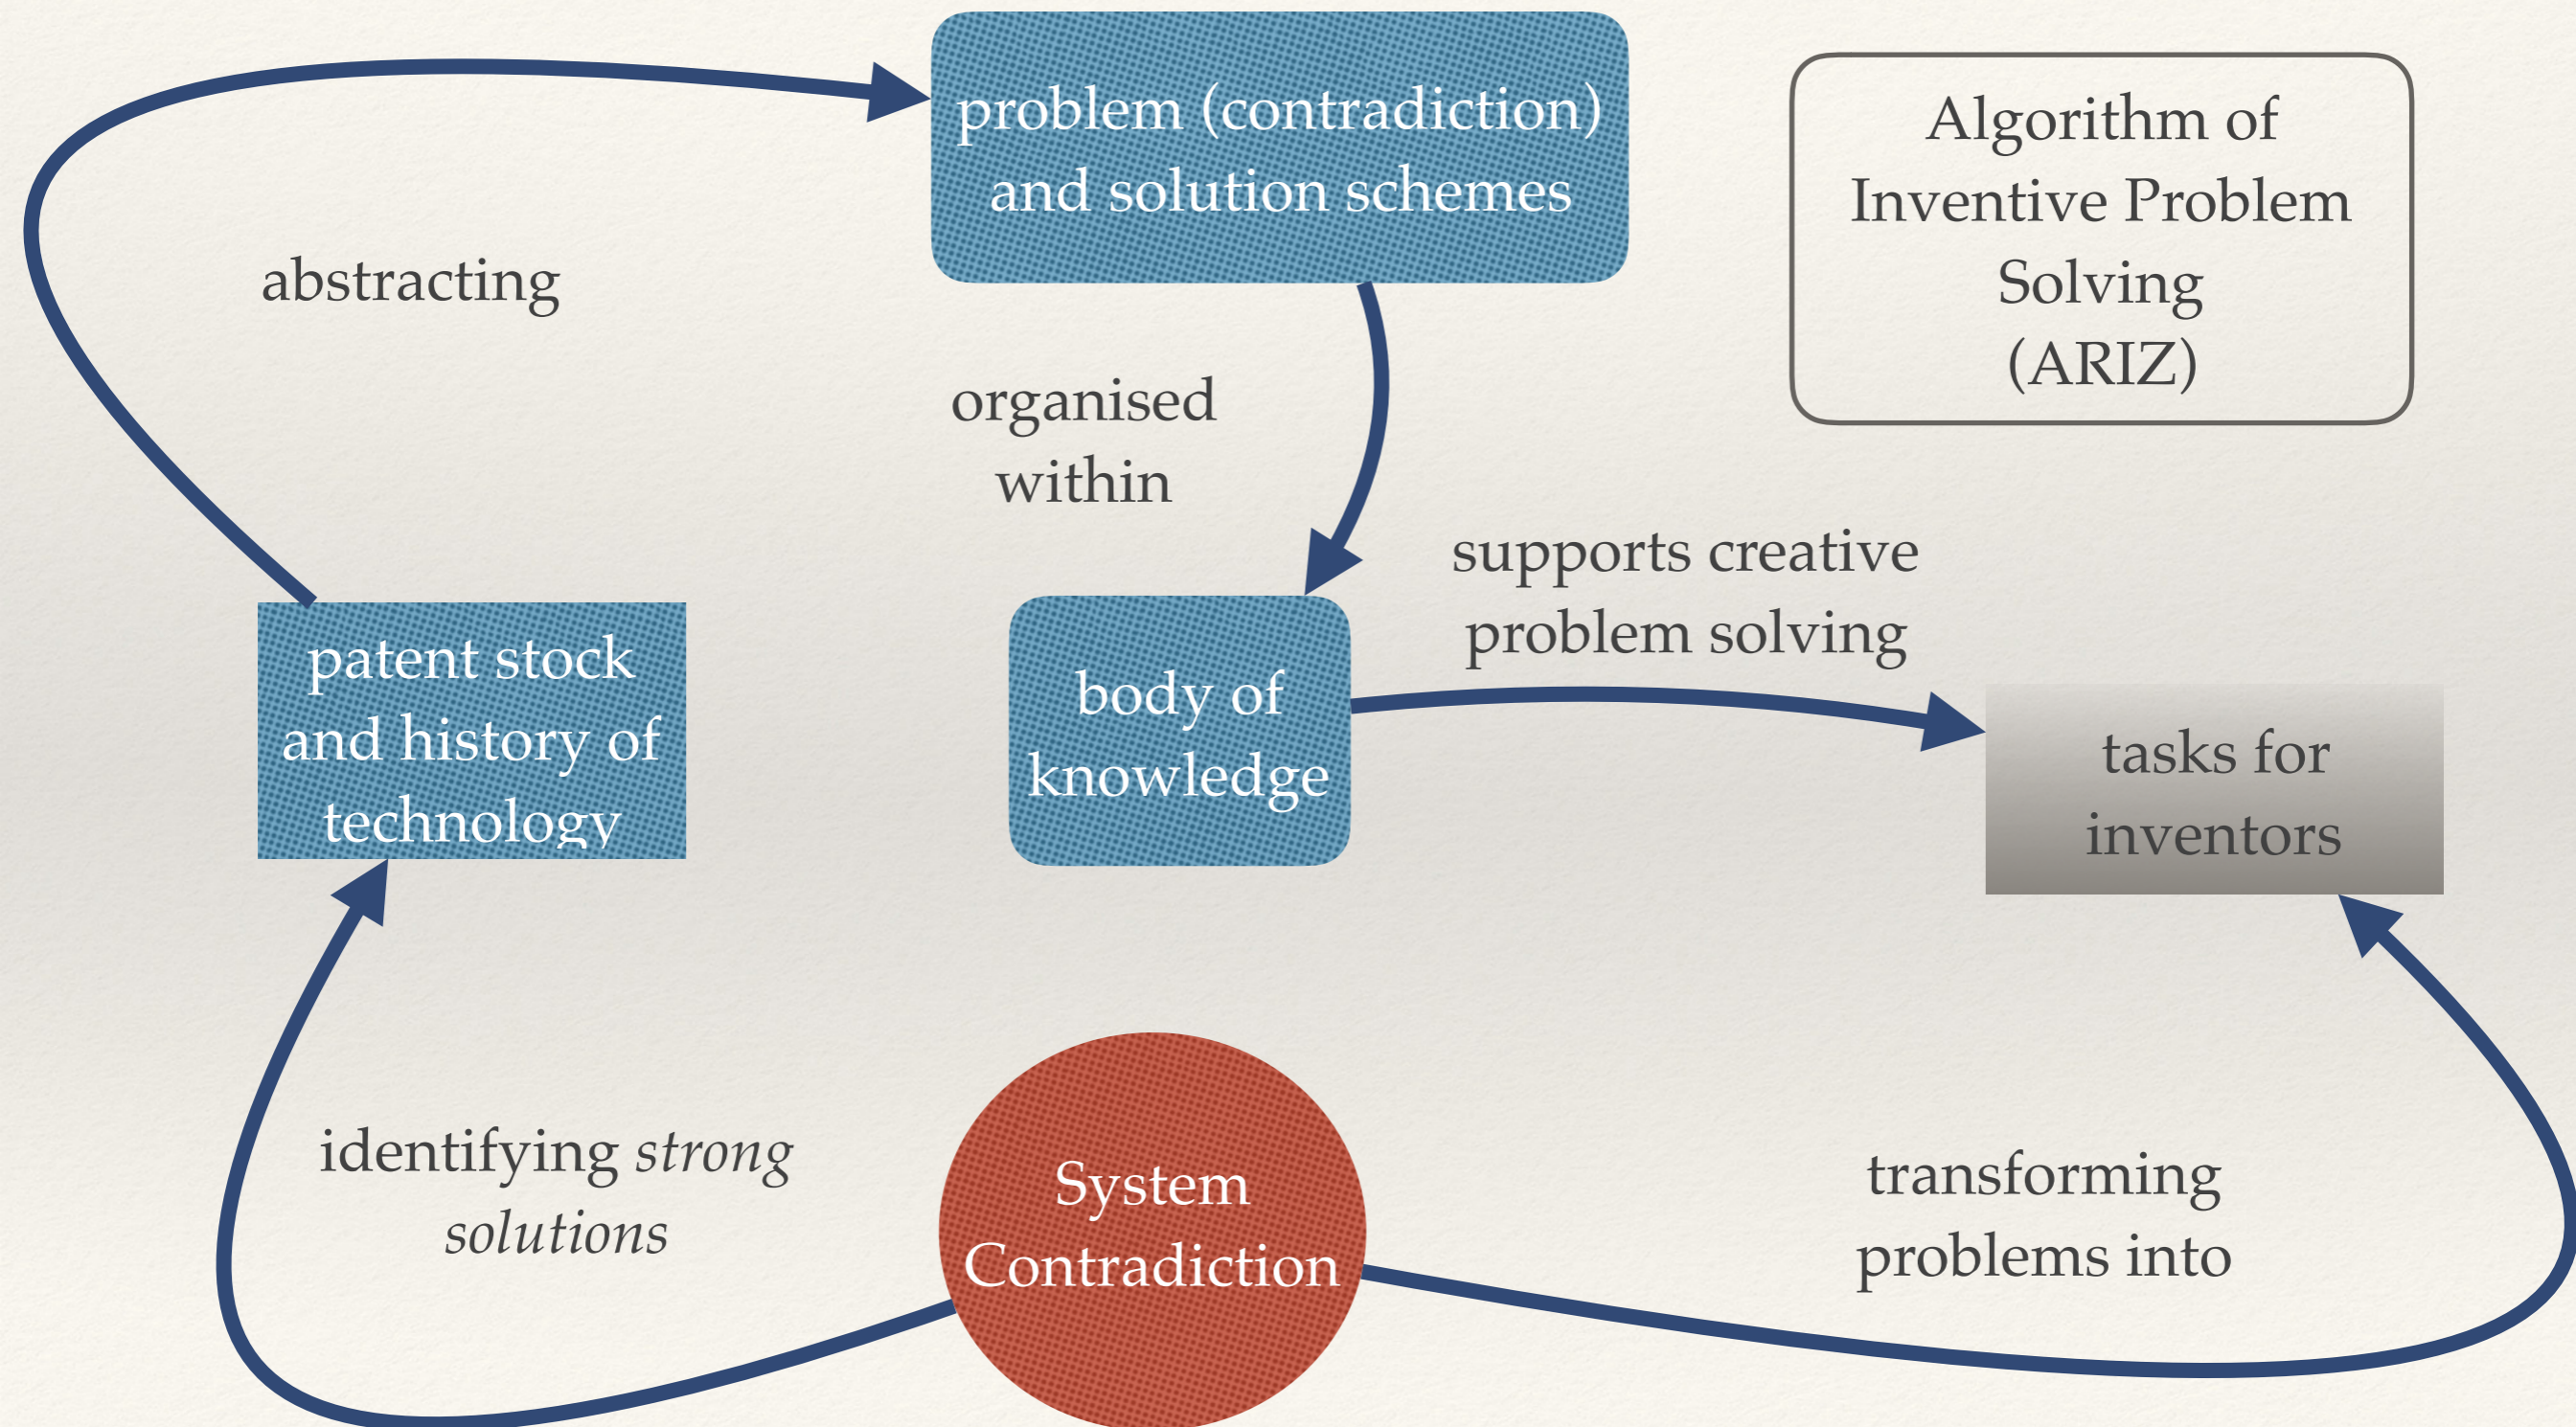 problem (contradiction)
and solution schemes
Algorithm of
Inventive Problem
Solving
(ARIZ)
abstracting
organised
within
supports creative
problem solving
patent stock
and history of
technology
body of
knowledge
tasks for
inventors
identifying strong
solutions
System
Contradiction
transforming
problems into